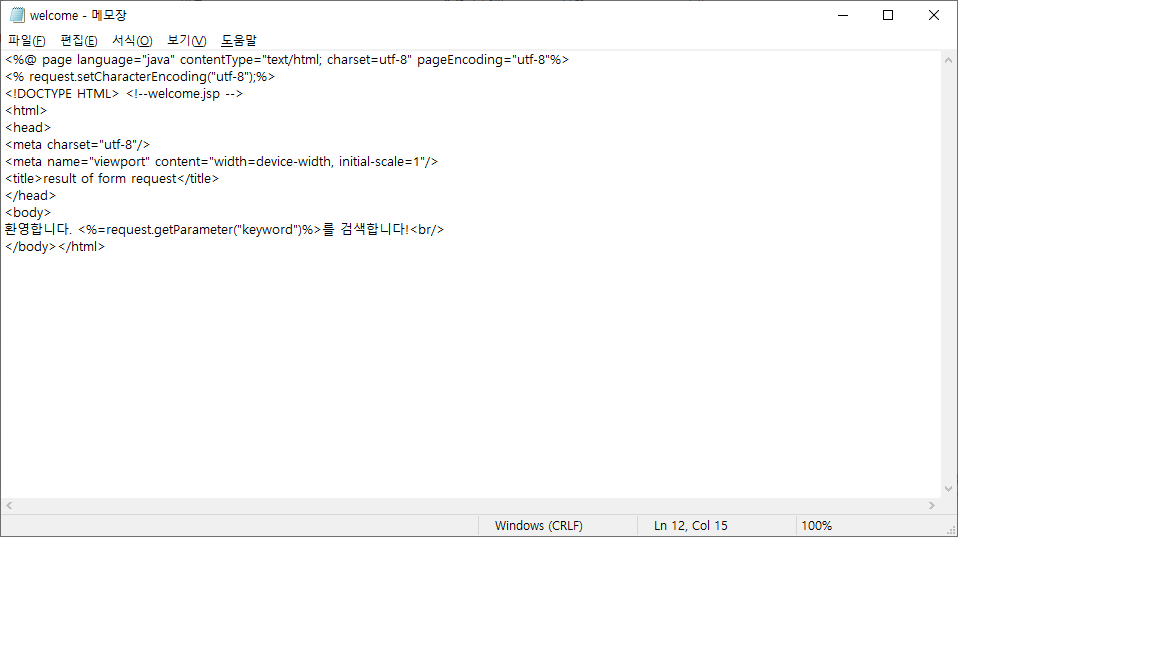 welcome - 메모장
파일(F) 편집(E) 서식(O) 보기(V) 도움말
<%@ page language="java" contentType="text/html; charset=utf-8" pageEncoding="utf-8"%>
<% request.setCharacterEncoding("utf-8");%>
<!DOCTYPE HTML> <!--welcome.jsp -->
<html>
<head>
<meta charset="utf-8"/>
<meta name="viewport" content="width=device-width, initial-scale=1"/>
<title>result of form request</title>
</head>
<body>
환영합니다. <%=request.getParameter("keyword")%>를 검색합니다!<br/>
</body></html>
Windows (CRLF) Ln 12, Col 15 100%